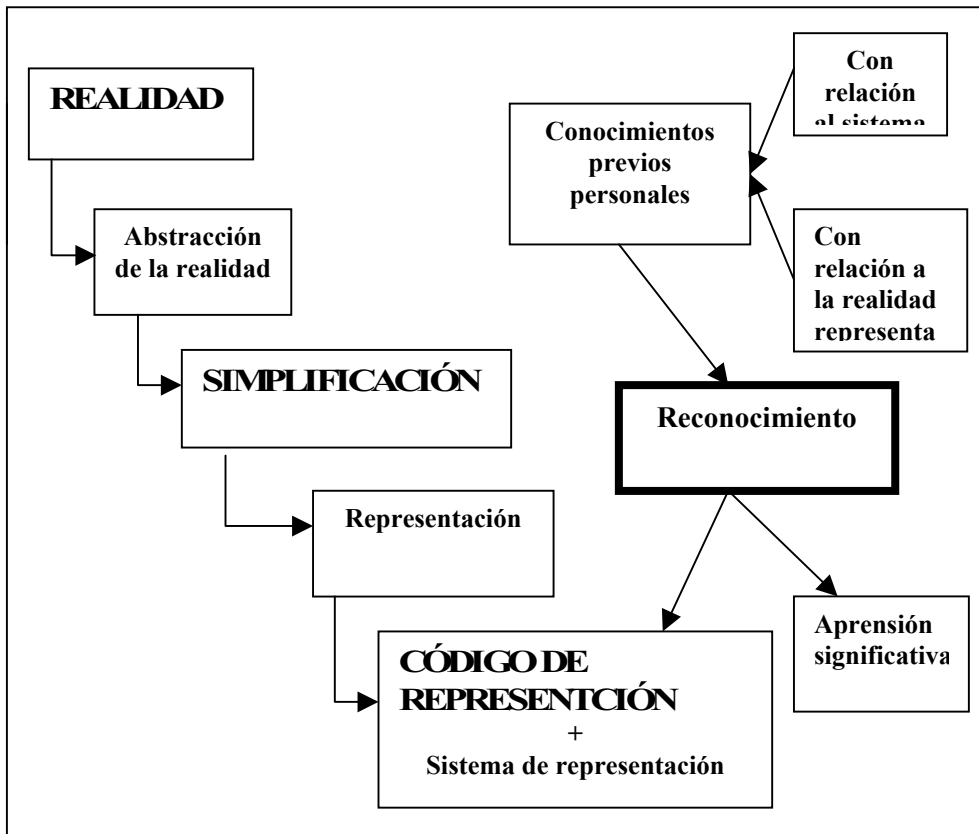 REALIDAD
Abstracción
de la realidad
SIMPLIFICACIÓN
Representación
CÓDIGO DE
REPRESENTCIÓN
+
Sistema de representación
Conocimientos
previos
personales
Con
relación
al sistema
Con
relación a
la realidad
representa
Reconocimiento
Aprensión
significativa